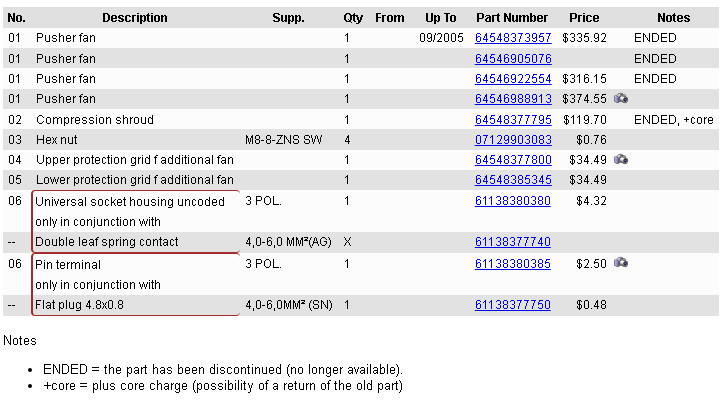 No. Description Supp. Qty From Up To Part Number Price Notes
01 Pusher fan 1 09/2005 64548373957 $335.92 ENDED
01 Pusher fan 1 64546905076 ENDED
01 Pusher fan 1 64546922554 $316.15 ENDED
01 Pusher fan 1 64546988913 $374.55
02 Compression shroud 1 64548377795 $119.70 ENDED, +core
03 Hex nut M8-8-ZNS SW 4 07129903083 $0.76
04 Upper protection grid f additional fan 1 64548377800 $34.49
05 Lower protection grid f additional fan 1 64548385345 $34.49
06 Universal socket housing uncoded 3 POL. 1 61138380380 $4.32
only in conjunction with
-- Double leaf spring contact 4,0-6,0 MM²(AG) X 61138377740
06 Pin terminal 3 POL. 1 61138380385 $2.50
only in conjunction with
-- Flat plug 4.8x0.8 4,0-6,0MM² (SN) 1 61138377750 $0.48
Notes
• ENDED = the part has been discontinued (no longer available).
• +core = plus core charge (possibility of a return of the old part)